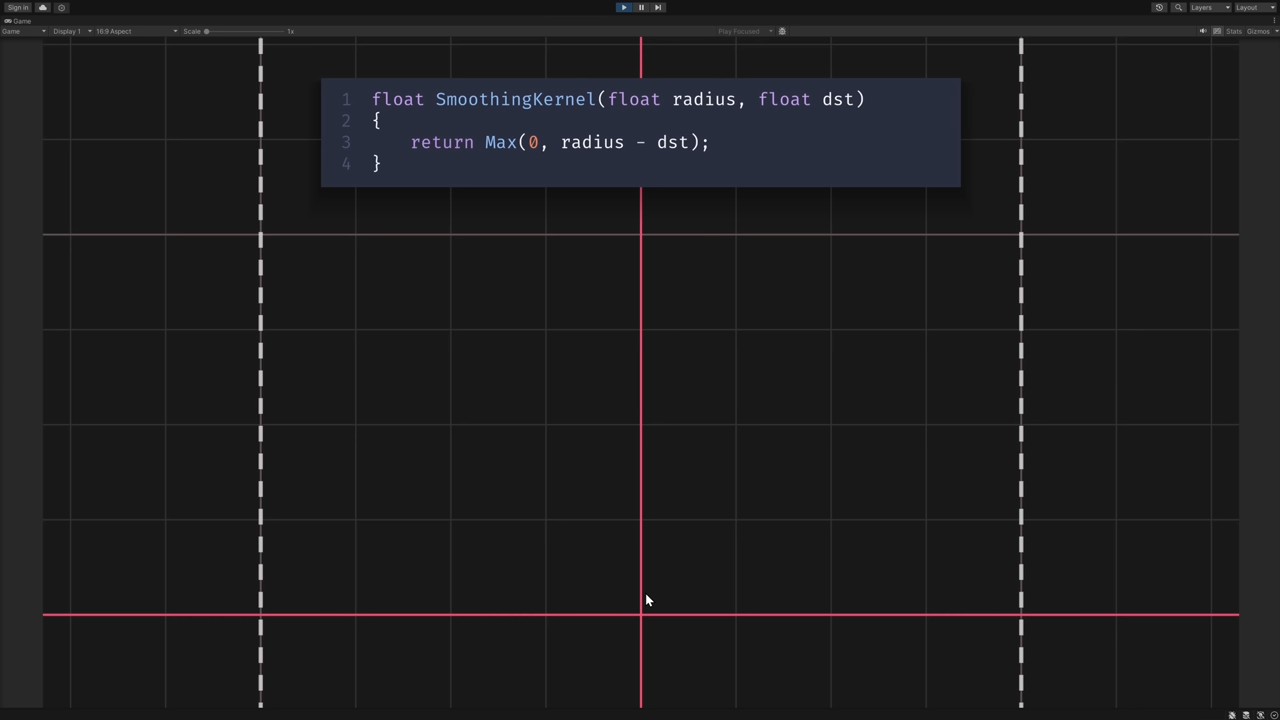 Sign in
Layers
Layout
Game
Game
Display 1
16:9 Aspect
Scale
1x
Play Focused
Stats
Gizmos
1 float SmoothingKernel(float radius, float dst)
2 {
3 return Max(0, radius - dst);
4 }